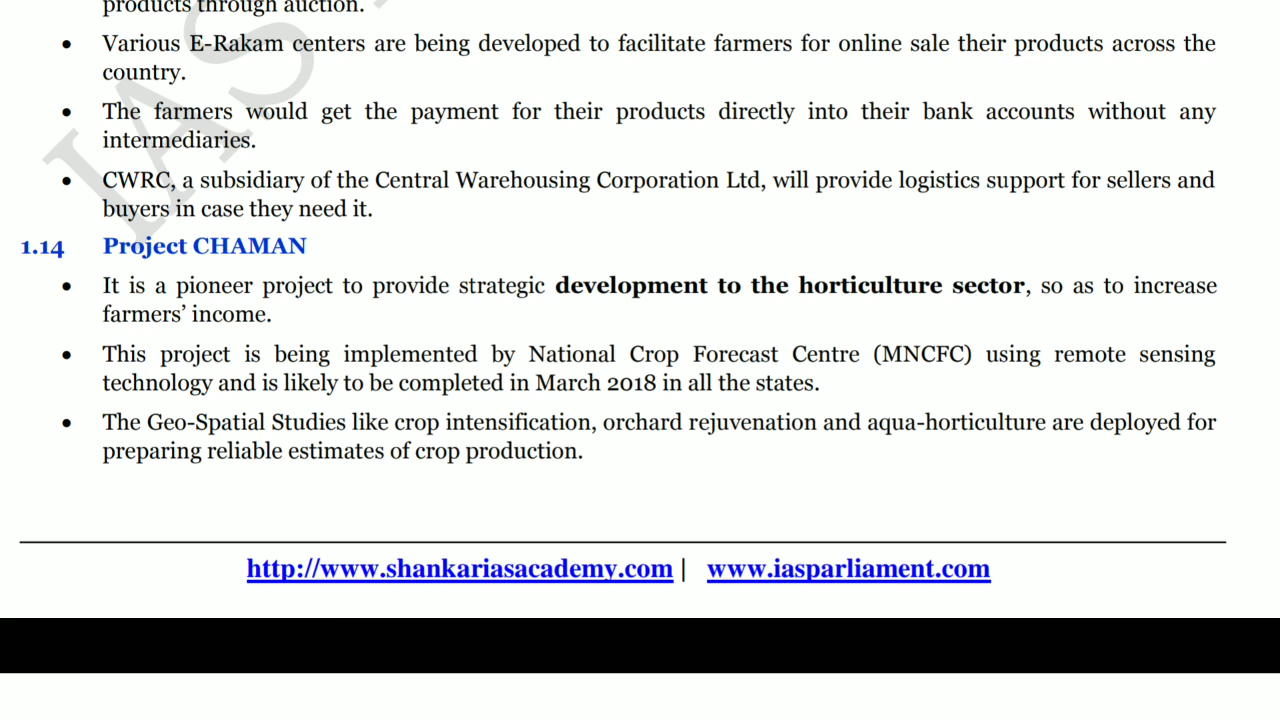 products through auction.
• Various E-Rakam centers are being developed to facilitate farmers for online sale their products across the
country.
• The farmers would get the payment for their products directly into their bank accounts without any
intermediaries.
• CWRC, a subsidiary of the Central Warehousing Corporation Ltd, will provide logistics support for sellers and
buyers in case they need it.
1.14 Project CHAMAN
• It is a pioneer project to provide strategic development to the horticulture sector, so as to increase
farmers’ income.
• This project is being implemented by National Crop Forecast Centre (MNCFC) using remote sensing
technology and is likely to be completed in March 2018 in all the states.
• The Geo-Spatial Studies like crop intensification, orchard rejuvenation and aqua-horticulture are deployed for
preparing reliable estimates of crop production.
http://www.shankariasacademy.com | www.iasparliament.com
IAS